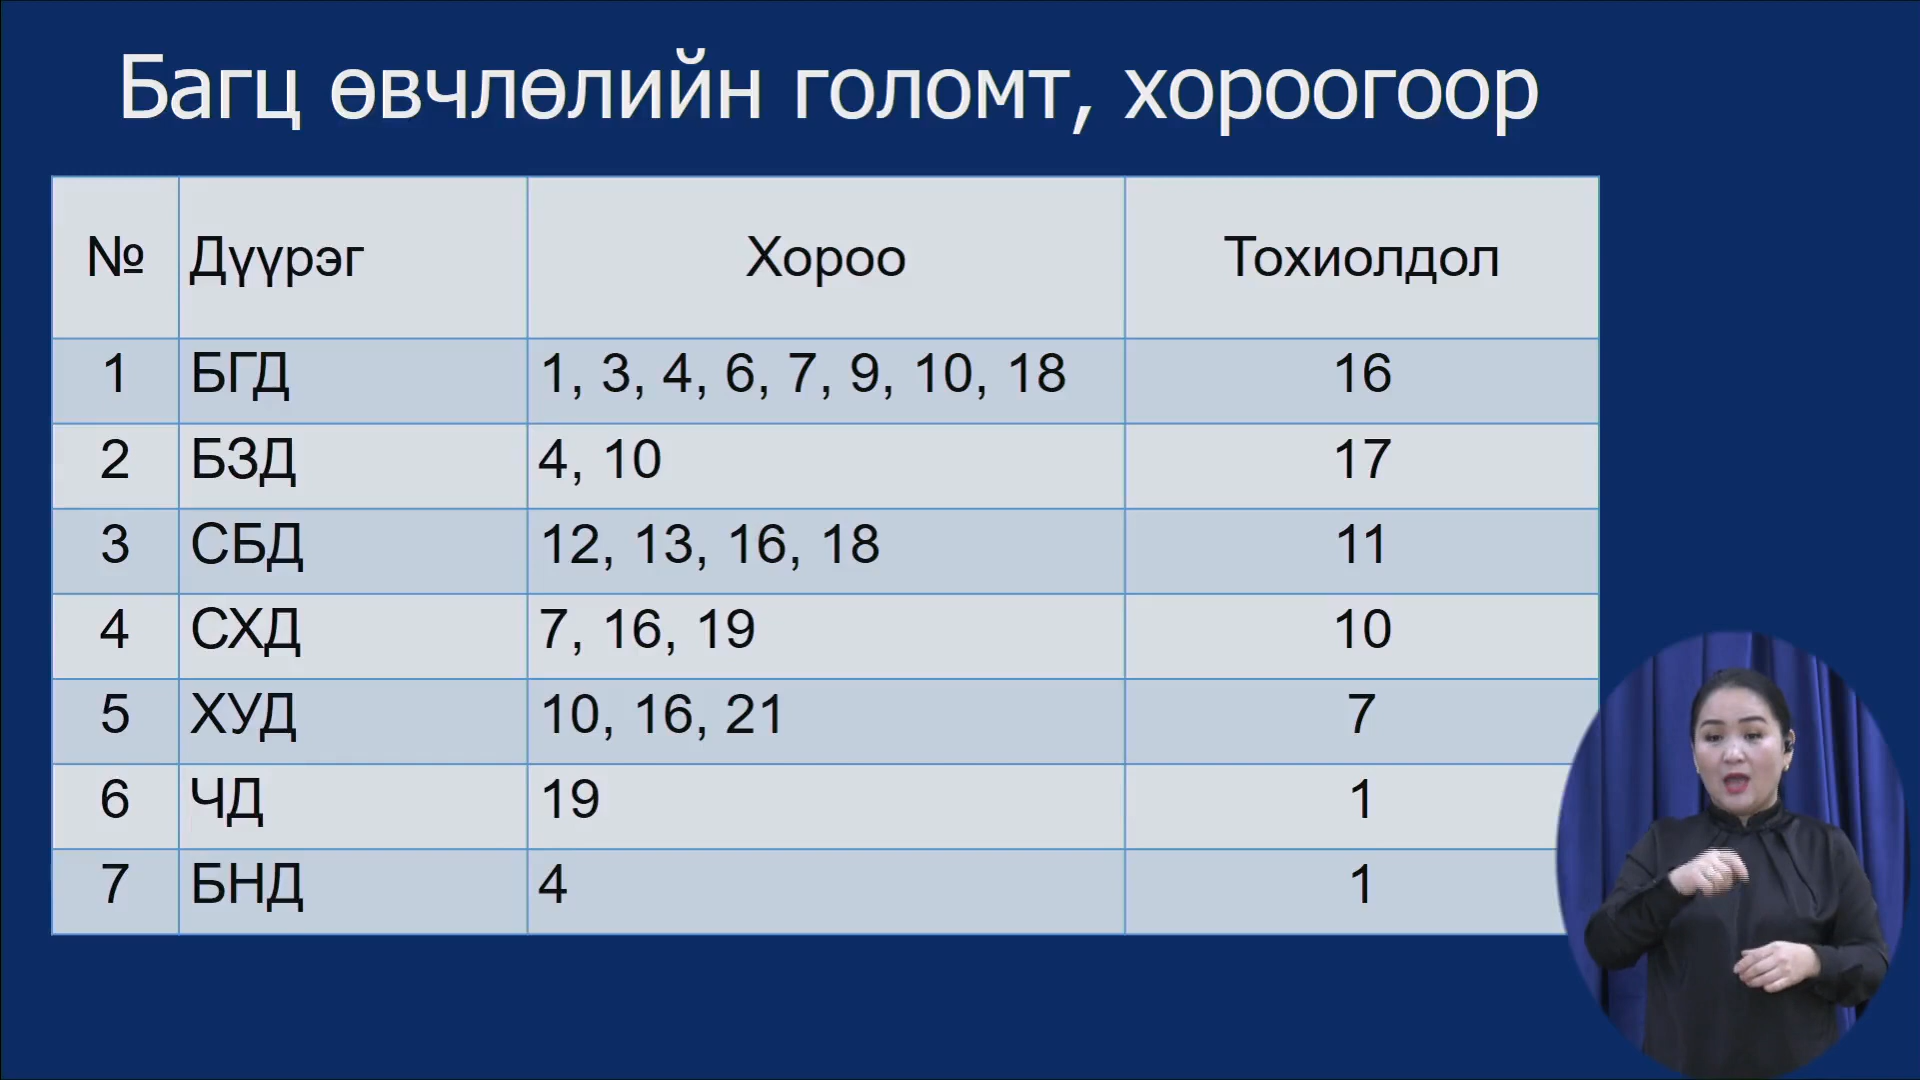 Багц өвчлөлийн голомт, хороогоор
№ Дүүрэг Хороо Тохиолдол
1 БГД 1, 3, 4, 6, 7, 9, 10, 18 16
2 БЗД 4, 10 17
3 СБД 12, 13, 16, 18 11
4 СХД 7, 16, 19 10
5 ХУД 10, 16, 21 7
6 ЧД 19 1
7 БНД 4 1